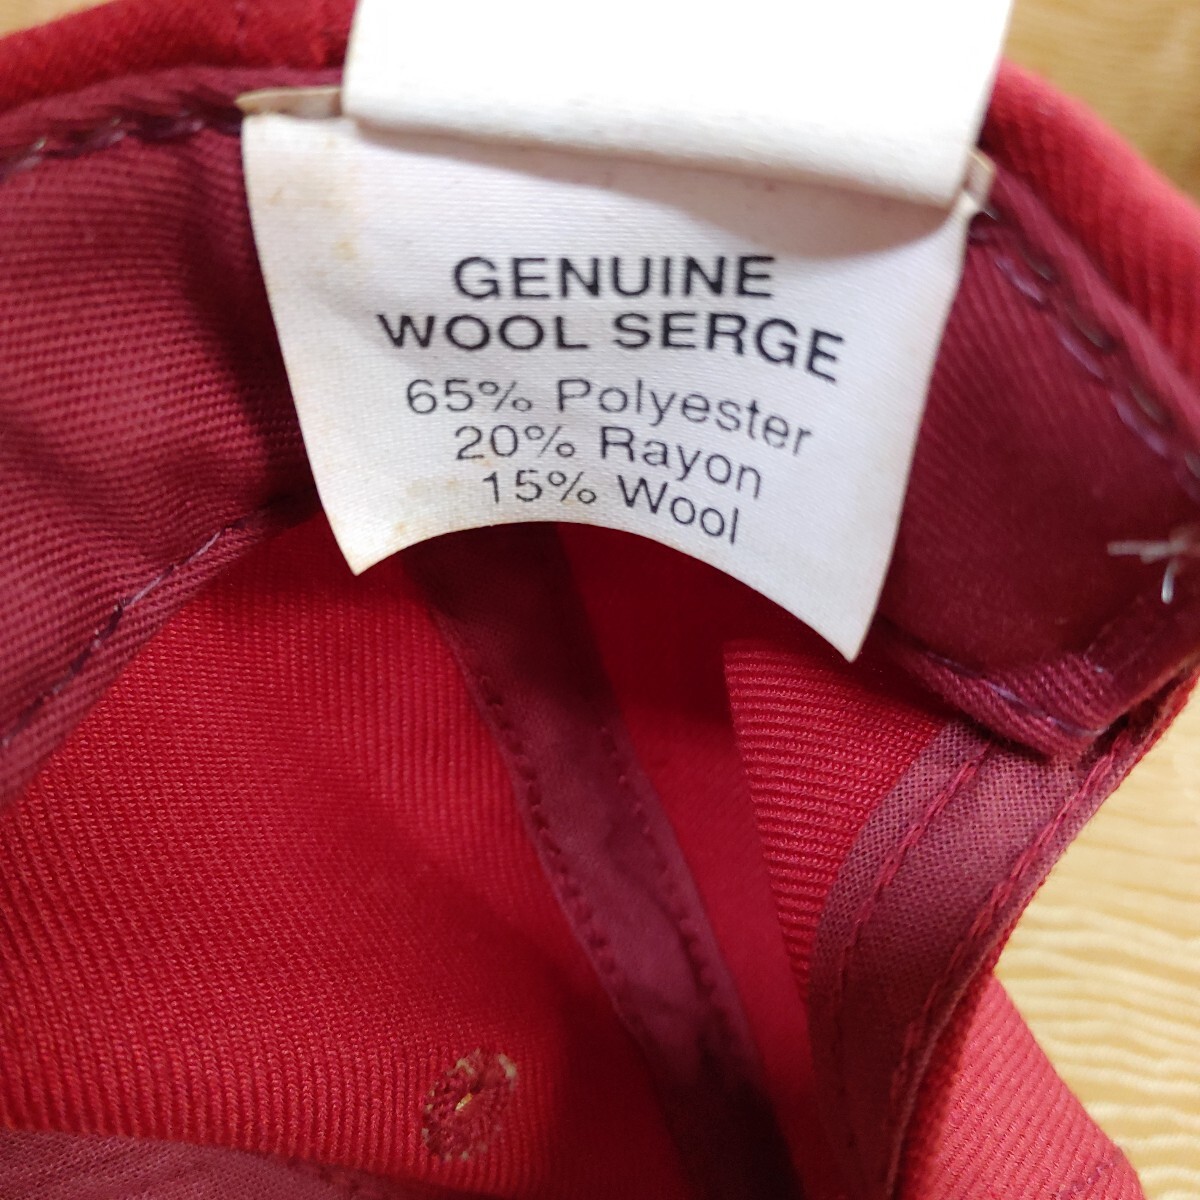 GENUINE
WOOL SERGE
65% Polyester
20% Rayon
15% Wool